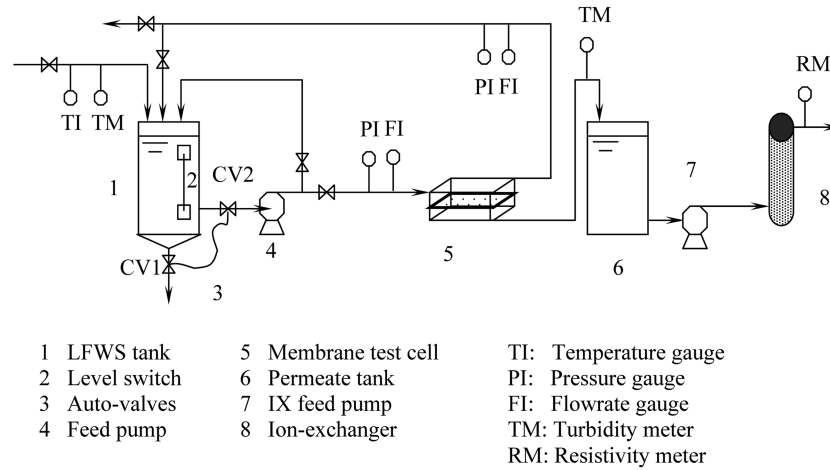 TM
RM
PI FI
TI TM
PI FI
1
2
CV2
7
8
4
5
6
CV1
3
1 LFWS tank
2 Level switch
3 Auto-valves
4 Feed pump
5 Membrane test cell
6 Permeate tank
7 IX feed pump
8 Ion-exchanger
TI: Temperature gauge
PI: Pressure gauge
FI: Flowrate gauge
TM: Turbidity meter
RM: Resistivity meter